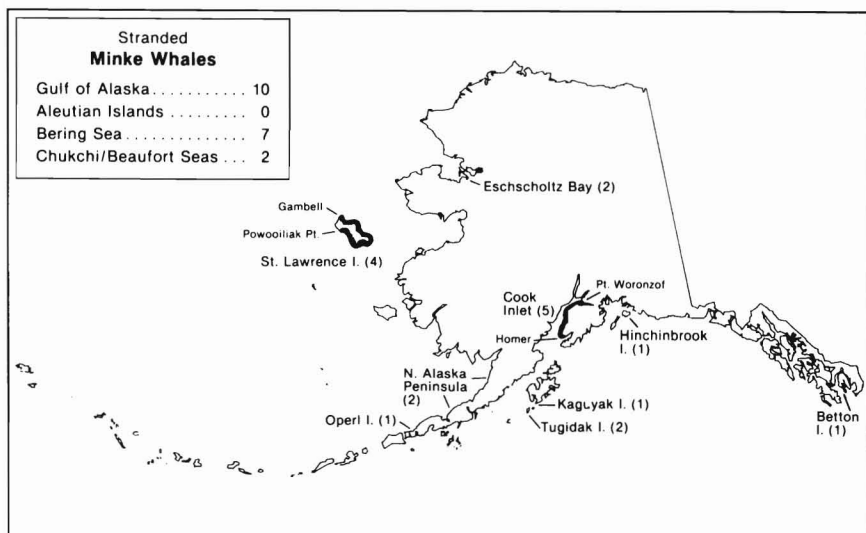 Stranded
Minke Whales
Gulf of Alaska . . . . . . . . . . . 10
Aleutian Islands . . . . . . . . . 0
Bering Sea . . . . . . . . . . . . . . 7
Chukchi/Beaufort Seas . . . 2
Eschscholtz Bay (2)
Gambell
Powooiliak Pt.
St. Lawrence I. (4)
Pt. Woronzof
Cook
Inlet (5)
Homer
Hinchinbrook
I. (1)
N. Alaska
Peninsula
(2)
Kaguyak I. (1)
Operl I. (1)
Tugidak I. (2)
Betton
I. (1)